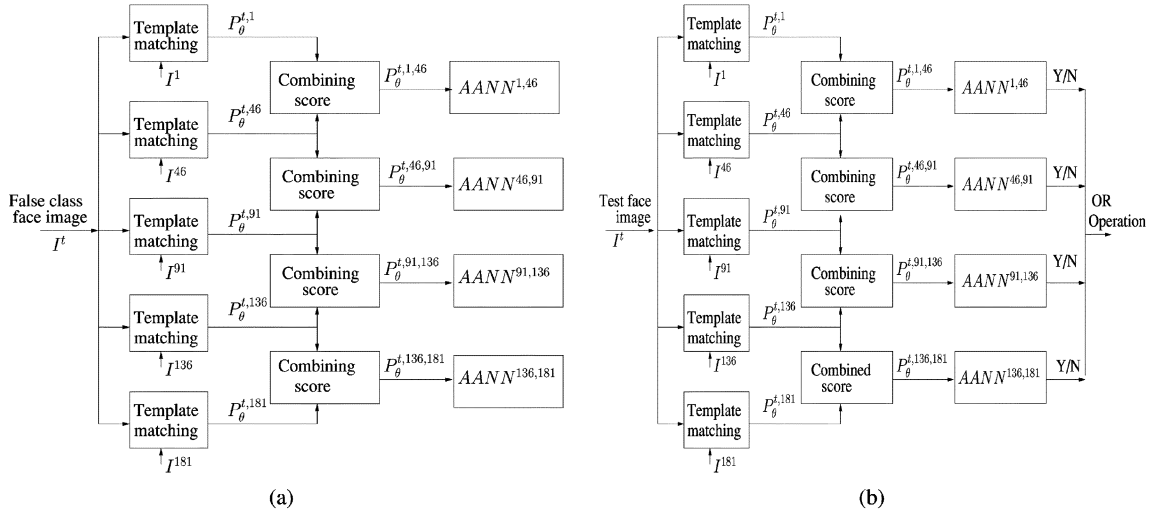 Template
matching
P_θ^{t,1}
I^1
Combining
score
P_θ^{t,1,46}
AANN^{1,46}
Template
matching
P_θ^{t,46}
I^{46}
Combining
score
P_θ^{t,46,91}
AANN^{46,91}
False class
face image
I^t
Template
matching
P_θ^{t,91}
I^{91}
Combining
score
P_θ^{t,91,136}
AANN^{91,136}
Template
matching
P_θ^{t,136}
I^{136}
Combining
score
P_θ^{t,136,181}
AANN^{136,181}
Template
matching
P_θ^{t,181}
I^{181}
(a)
Template
matching
P_θ^{t,1}
I^1
Combining
score
P_θ^{t,1,46}
AANN^{1,46}
Y/N
Template
matching
P_θ^{t,46}
I^{46}
Combining
score
P_θ^{t,46,91}
AANN^{46,91}
Y/N
Test face
image
I^t
Template
matching
P_θ^{t,91}
I^{91}
OR
Operation
Combining
score
P_θ^{t,91,136}
AANN^{91,136}
Y/N
Template
matching
P_θ^{t,136}
I^{136}
Combined
score
P_θ^{t,136,181}
AANN^{136,181}
Y/N
Template
matching
P_θ^{t,181}
I^{181}
(b)